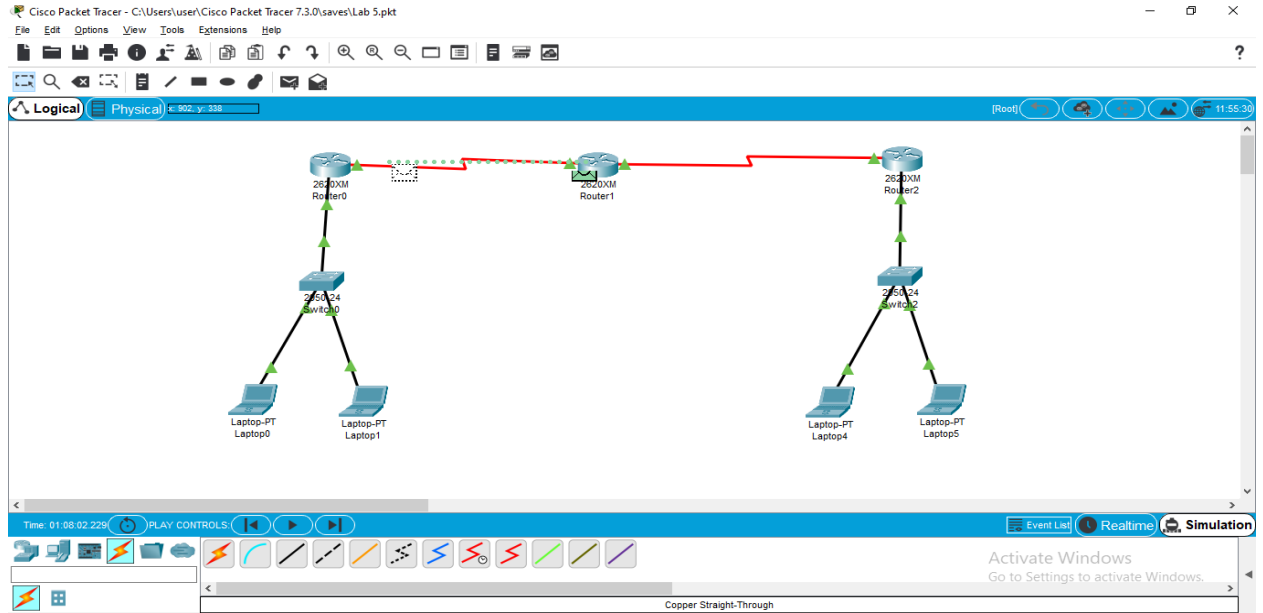 Cisco Packet Tracer - C:\Users\user\Cisco Packet Tracer 7.3.0\saves\Lab 5.pkt
File Edit Options View Tools Extensions Help
?
Logical Physical x: 902, y: 338 [Root] 11:55:30
2620XM
Router0
2620XM
Router1
2620XM
Router2
2950-24
Switch0
2950-24
Switch2
Laptop-PT
Laptop0
Laptop-PT
Laptop1
Laptop-PT
Laptop4
Laptop-PT
Laptop5
Time: 01:08:02.229 PLAY CONTROLS: Event List Realtime Simulation
Activate Windows
Go to Settings to activate Windows.
Copper Straight-Through